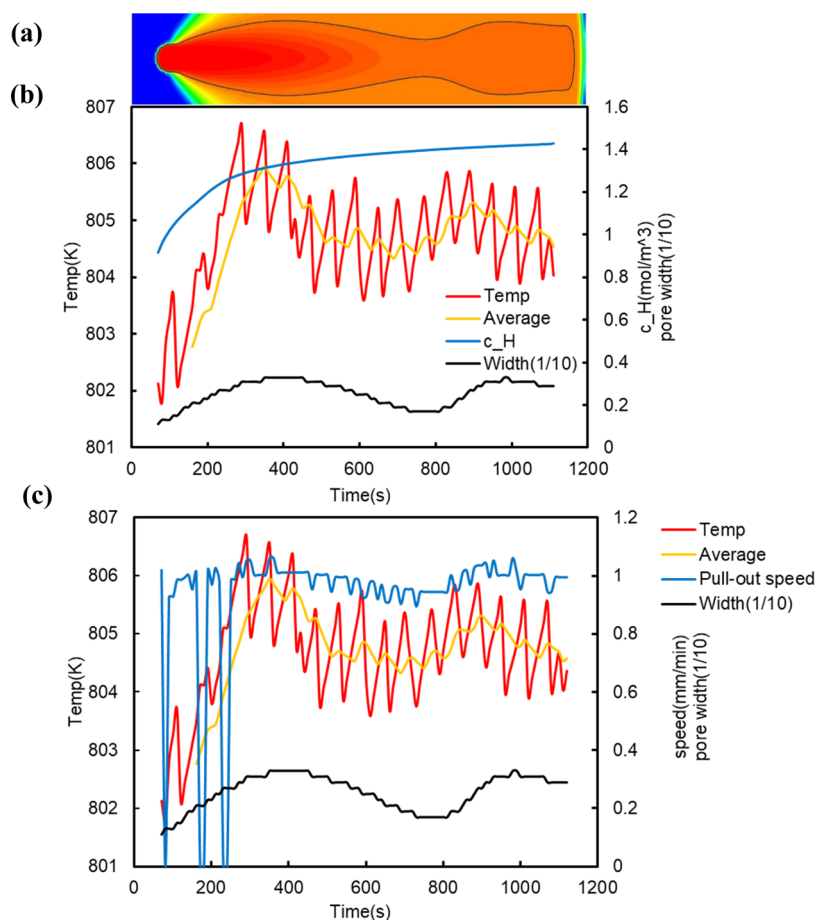 (a)
(b)
807
806
805
804
803
802
801
Temp(K)
1.6
1.4
1.2
1
0.8
0.6
0.4
0.2
0
c_H(mol/m^3)
pore width(1/10)
Temp
Average
c_H
Width(1/10)
0 200 400 600 800 1000 1200
Time(s)
(c)
807
806
805
804
803
802
801
Temp(K)
1.2
1
0.8
0.6
0.4
0.2
0
speed(mm/min)
pore width(1/10)
Temp
Average
Pull-out speed
Width(1/10)
0 200 400 600 800 1000 1200
Time(s)